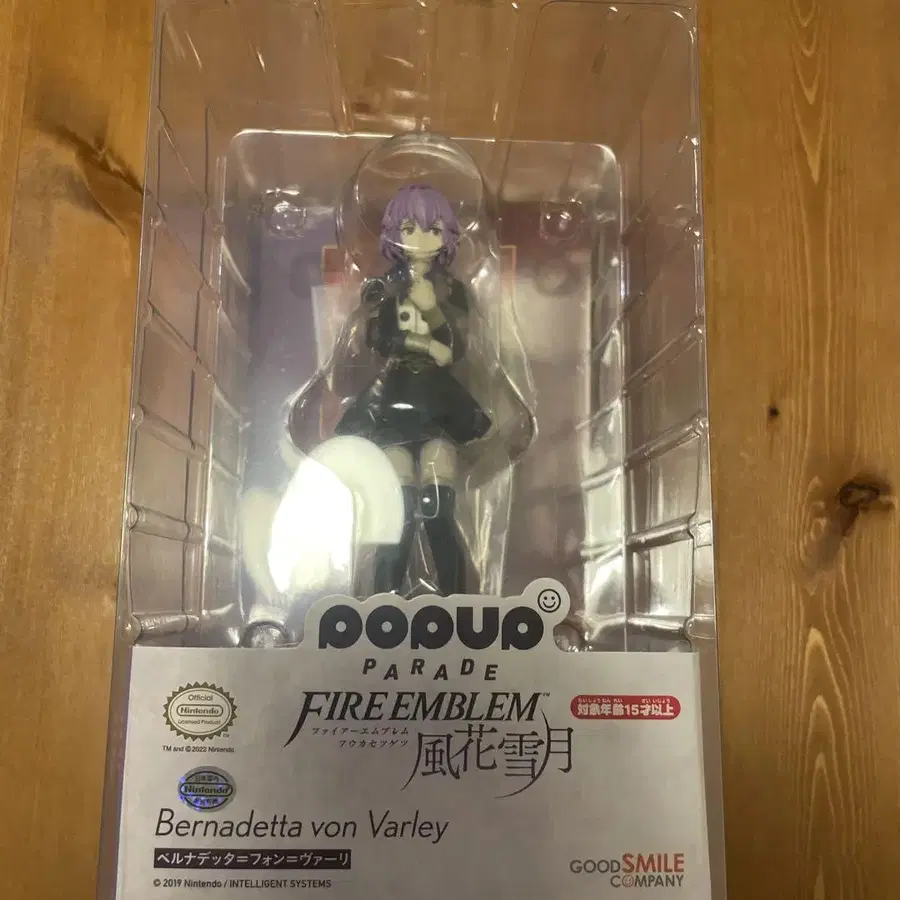 POPUP
PARADE
FIRE EMBLEM™
ファイアーエムブレム
フウカセツゲツ
風花雪月
対象年齢15才以上
Official
Nintendo
Licensed Product
TM and © 2022 Nintendo.
Nintendo
Bernadetta von Varley
ベルナデッタ=フォン=ヴァーリ
© 2019 Nintendo / INTELLIGENT SYSTEMS
GOOD SMILE
COMPANY